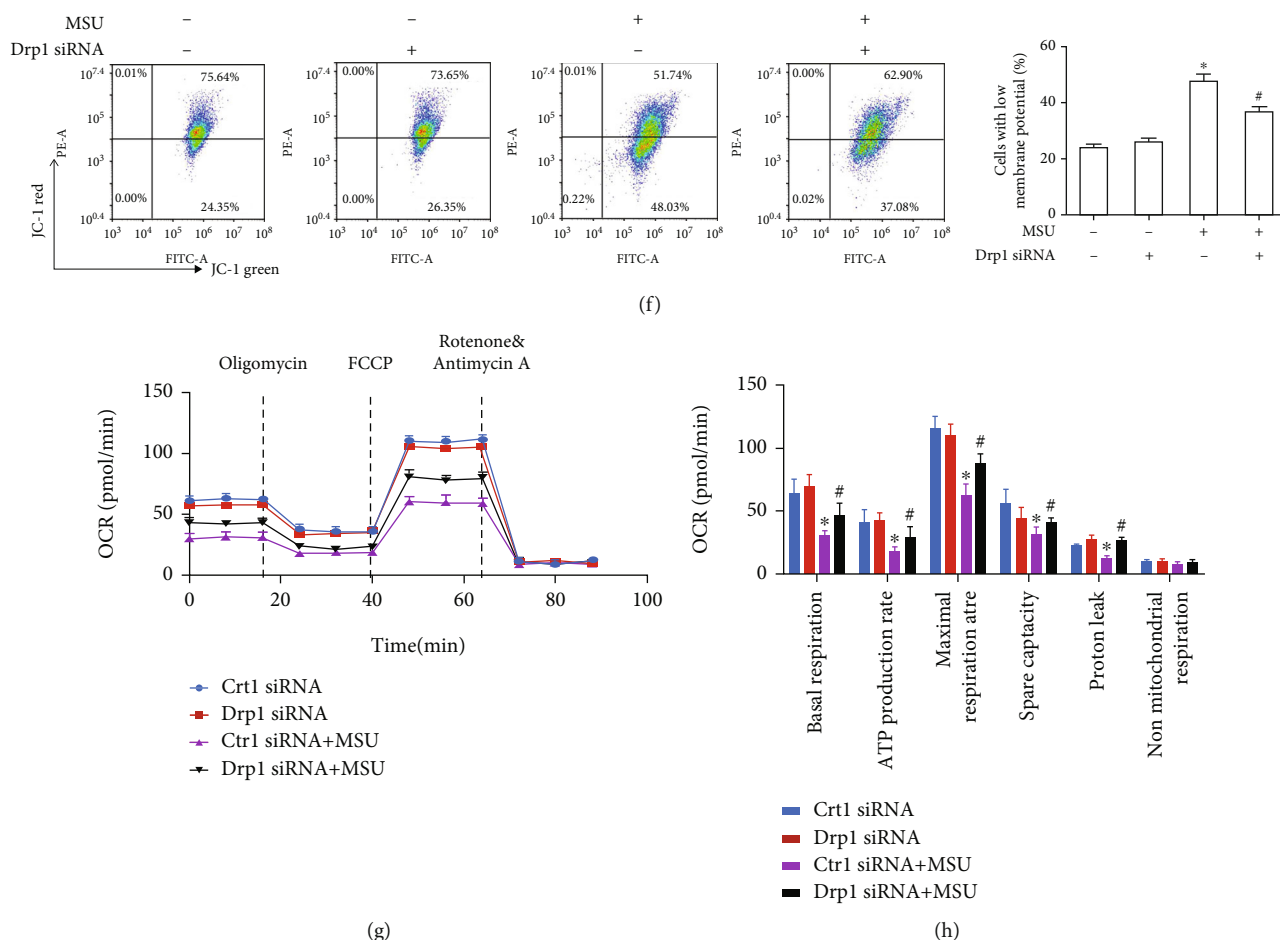 MSU – – + +
Drp1 siRNA – + – +
0.01% 75.64%
0.00% 24.35%
0.00% 73.65%
0.00% 26.35%
0.01% 51.74%
0.22% 48.03%
0.00% 62.90%
0.02% 37.08%
10^7.4
10^5
10^3
10^0.4
PE-A
10^3 10^4 10^5 10^6 10^7 10^8
FITC-A
10^7.4
10^5
10^3
10^0.4
PE-A
10^3 10^4 10^5 10^6 10^7 10^8
FITC-A
10^7.4
10^5
10^3
10^0.4
PE-A
10^3 10^4 10^5 10^6 10^7 10^8
FITC-A
10^7.4
10^5
10^3
10^0.4
PE-A
10^3 10^4 10^5 10^6 10^7 10^8
FITC-A
JC-1 red
JC-1 green
Cells with low
membrane potential (%)
60
40
20
0
*
#
MSU – – + +
Drp1 siRNA – + – +
(f)
Oligomycin FCCP Rotenone&
Antimycin A
OCR (pmol/min)
150
100
50
0
0 20 40 60 80 100
Time(min)
Crt1 siRNA
Drp1 siRNA
Ctr1 siRNA+MSU
Drp1 siRNA+MSU
(g)
OCR (pmol/min)
150
100
50
0
* #
* #
* #
* #
* #
Basal respiration
ATP production rate
Maximal
respiration atre
Spare captacity
Proton leak
Non mitochondrial
respiration
Crt1 siRNA
Drp1 siRNA
Ctr1 siRNA+MSU
Drp1 siRNA+MSU
(h)